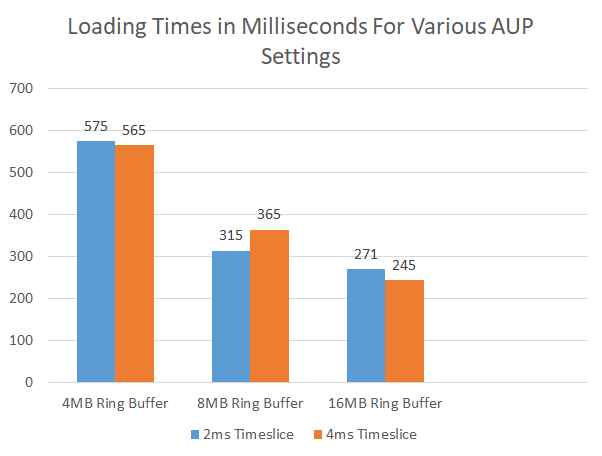 Loading Times in Milliseconds For Various AUP
Settings
700
600
500
400
300
200
100
0
575
565
315
365
271
245
4MB Ring Buffer
8MB Ring Buffer
16MB Ring Buffer
2ms Timeslice
4ms Timeslice